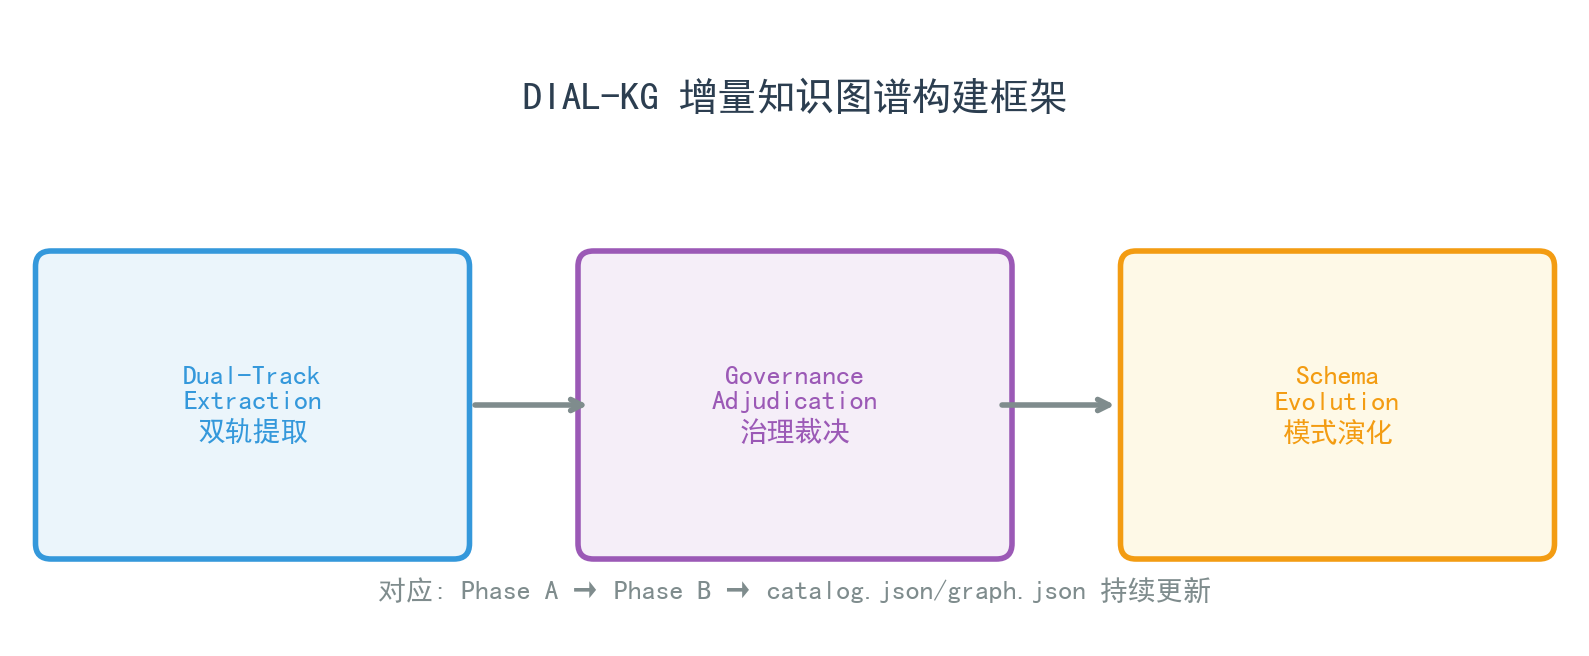 DIAL-KG 增量知识图谱构建框架
Dual-Track
Extraction
双轨提取
Governance
Adjudication
治理裁决
Schema
Evolution
模式演化
对应: Phase A → Phase B → catalog.json/graph.json 持续更新